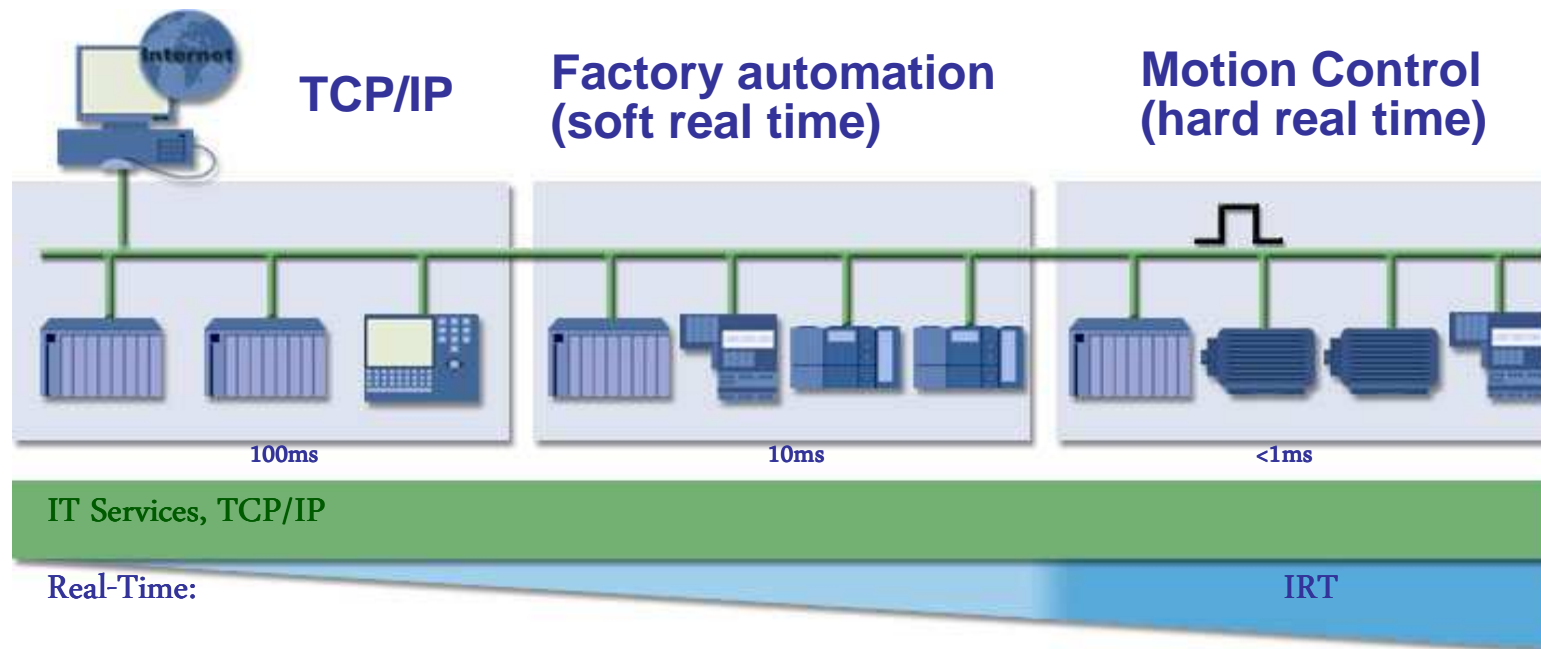 Internet
TCP/IP
Factory automation
(soft real time)
Motion Control
(hard real time)
100ms
10ms
<1ms
IT Services, TCP/IP
Real-Time:
IRT